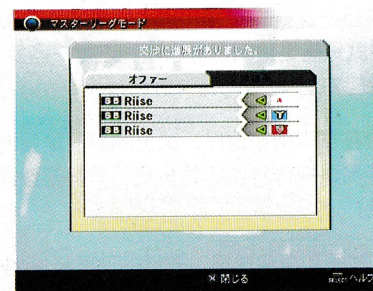 マスターリーグモード
交渉に進展がありました。
オファー
SB Riise
SB Riise
SB Riise
× 閉じる
SELECT ヘルプ